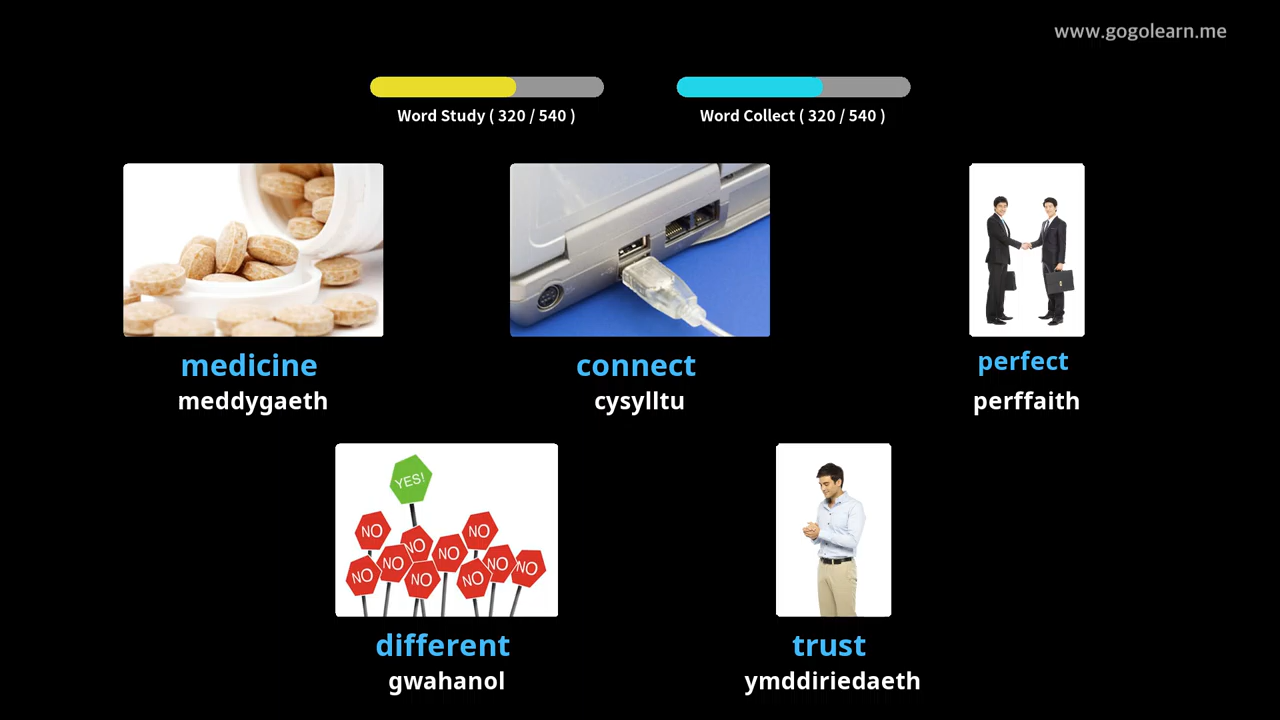 www.gogolearn.me
Word Study ( 320 / 540 )
Word Collect ( 320 / 540 )
medicine
meddygaeth
connect
cysylltu
perfect
perffaith
YES!
NO
NO
NO
NO
NO
NO
NO
NO
NO
NO
different
gwahanol
trust
ymddiriedaeth